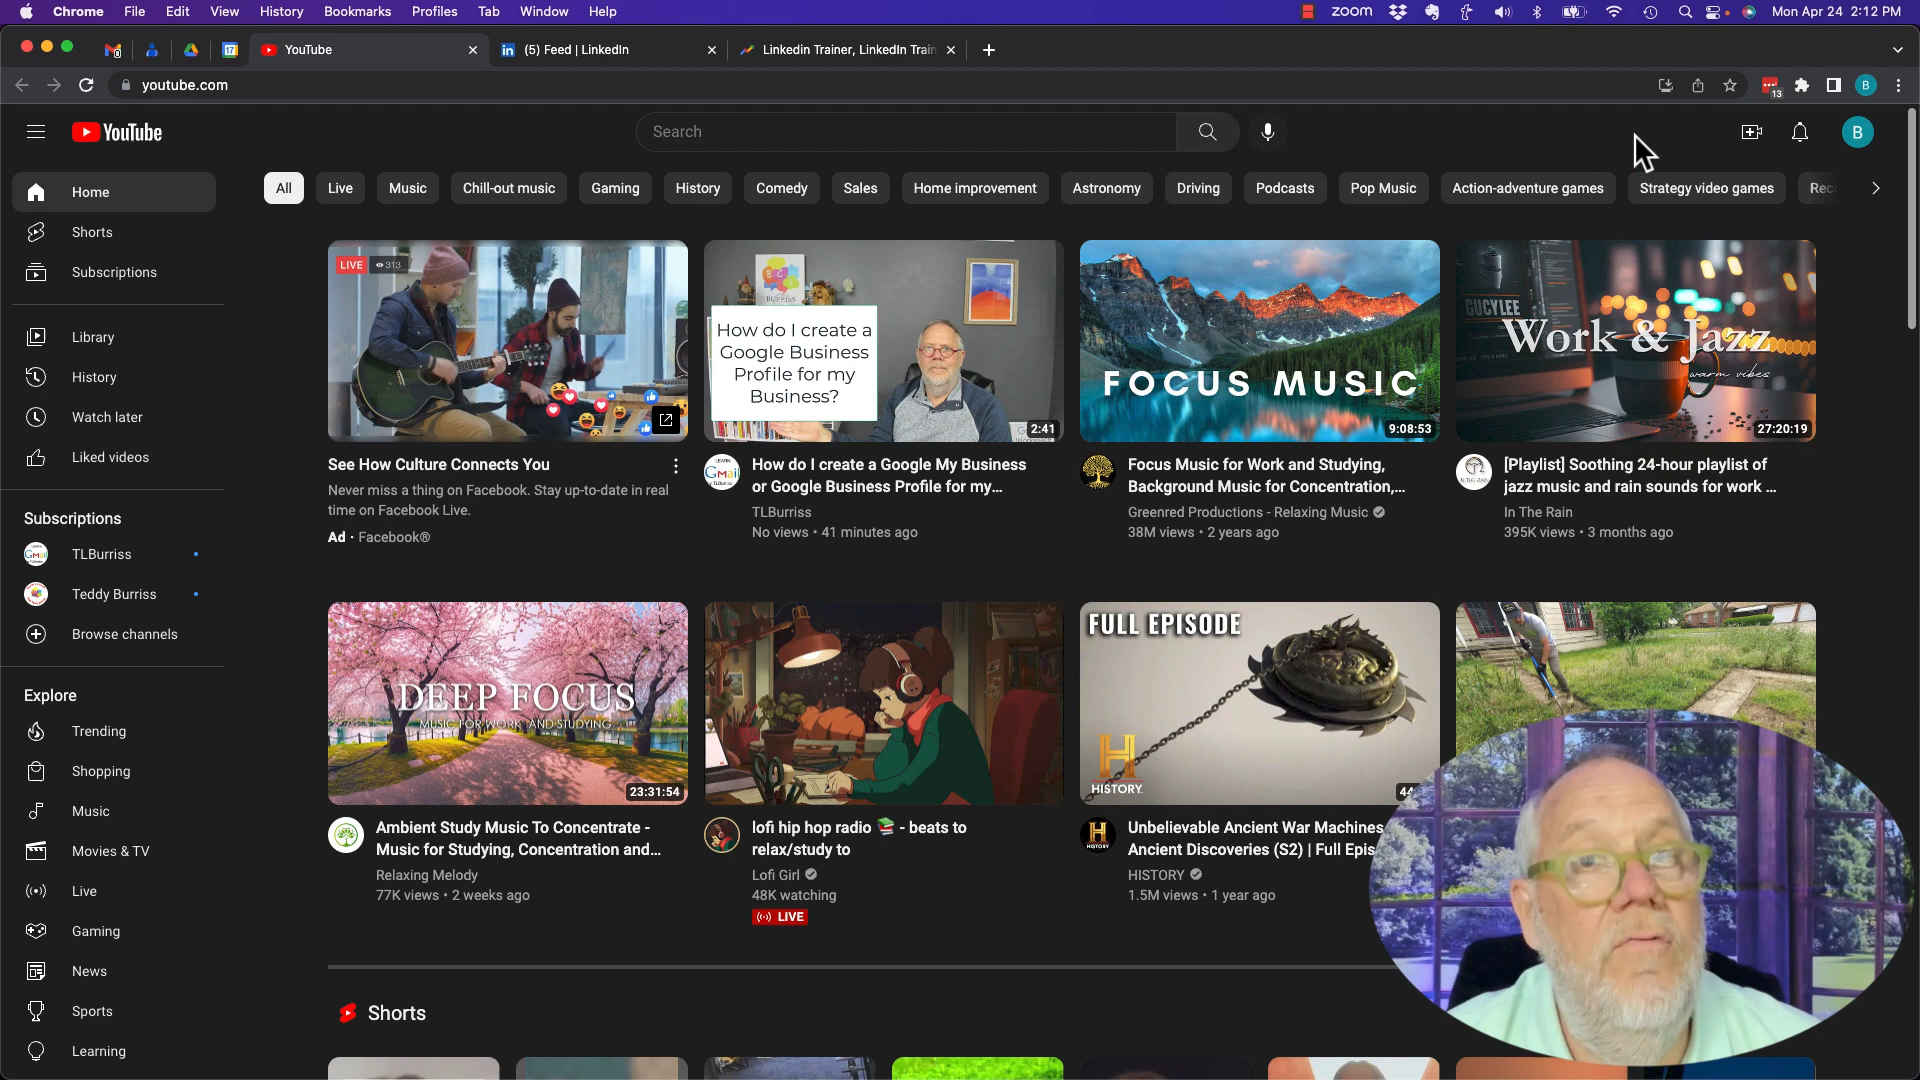 Chrome File Edit View History Bookmarks Profiles Tab Window Help zoom Mon Apr 24 2:12 PM
YouTube (5) Feed | LinkedIn Linkedin Trainer, LinkedIn Train
youtube.com 13 B
YouTube Search B
All Live Music Chill-out music Gaming History Comedy Sales Home improvement Astronomy Driving Podcasts Pop Music Action-adventure games Strategy video games Rec
Home
Shorts
Subscriptions
Library
History
Watch later
Liked videos
Subscriptions
TLBurriss
Teddy Burriss
Browse channels
Explore
Trending
Shopping
Music
Movies & TV
Live
Gaming
News
Sports
Learning
LIVE 313
See How Culture Connects You
Never miss a thing on Facebook. Stay up-to-date in real
time on Facebook Live.
Ad · Facebook®
How do I create a
Google Business
Profile for my
Business?
2:41
How do I create a Google My Business
or Google Business Profile for my...
TLBurriss
No views • 41 minutes ago
FOCUS MUSIC
9:08:53
Focus Music for Work and Studying,
Background Music for Concentration,...
Greenred Productions - Relaxing Music
38M views • 2 years ago
CUCYLEE
Work & Jazz
warm vibes
27:20:19
[Playlist] Soothing 24-hour playlist of
jazz music and rain sounds for work ...
In The Rain
395K views • 3 months ago
DEEP FOCUS
MUSIC FOR WORK AND STUDYING
23:31:54
Ambient Study Music To Concentrate -
Music for Studying, Concentration and...
Relaxing Melody
77K views • 2 weeks ago
lofi hip hop radio 📚 - beats to
relax/study to
Lofi Girl
48K watching
LIVE
FULL EPISODE
HISTORY
44
Unbelievable Ancient War Machines
Ancient Discoveries (S2) | Full Epis
HISTORY
1.5M views • 1 year ago
Shorts